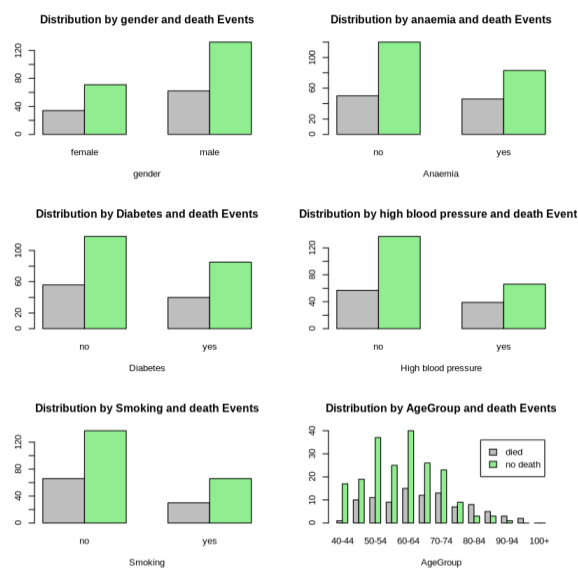 Distribution by gender and death Events
0 40 80 120
female male
gender
Distribution by anaemia and death Events
0 20 60 100
no yes
Anaemia
Distribution by Diabetes and death Events
0 20 60 100
no yes
Diabetes
Distribution by high blood pressure and death Event
0 40 80 120
no yes
High blood pressure
Distribution by Smoking and death Events
0 40 80 120
no yes
Smoking
Distribution by AgeGroup and death Events
0 10 20 30 40
died
no death
40-44 50-54 60-64 70-74 80-84 90-94 100+
AgeGroup